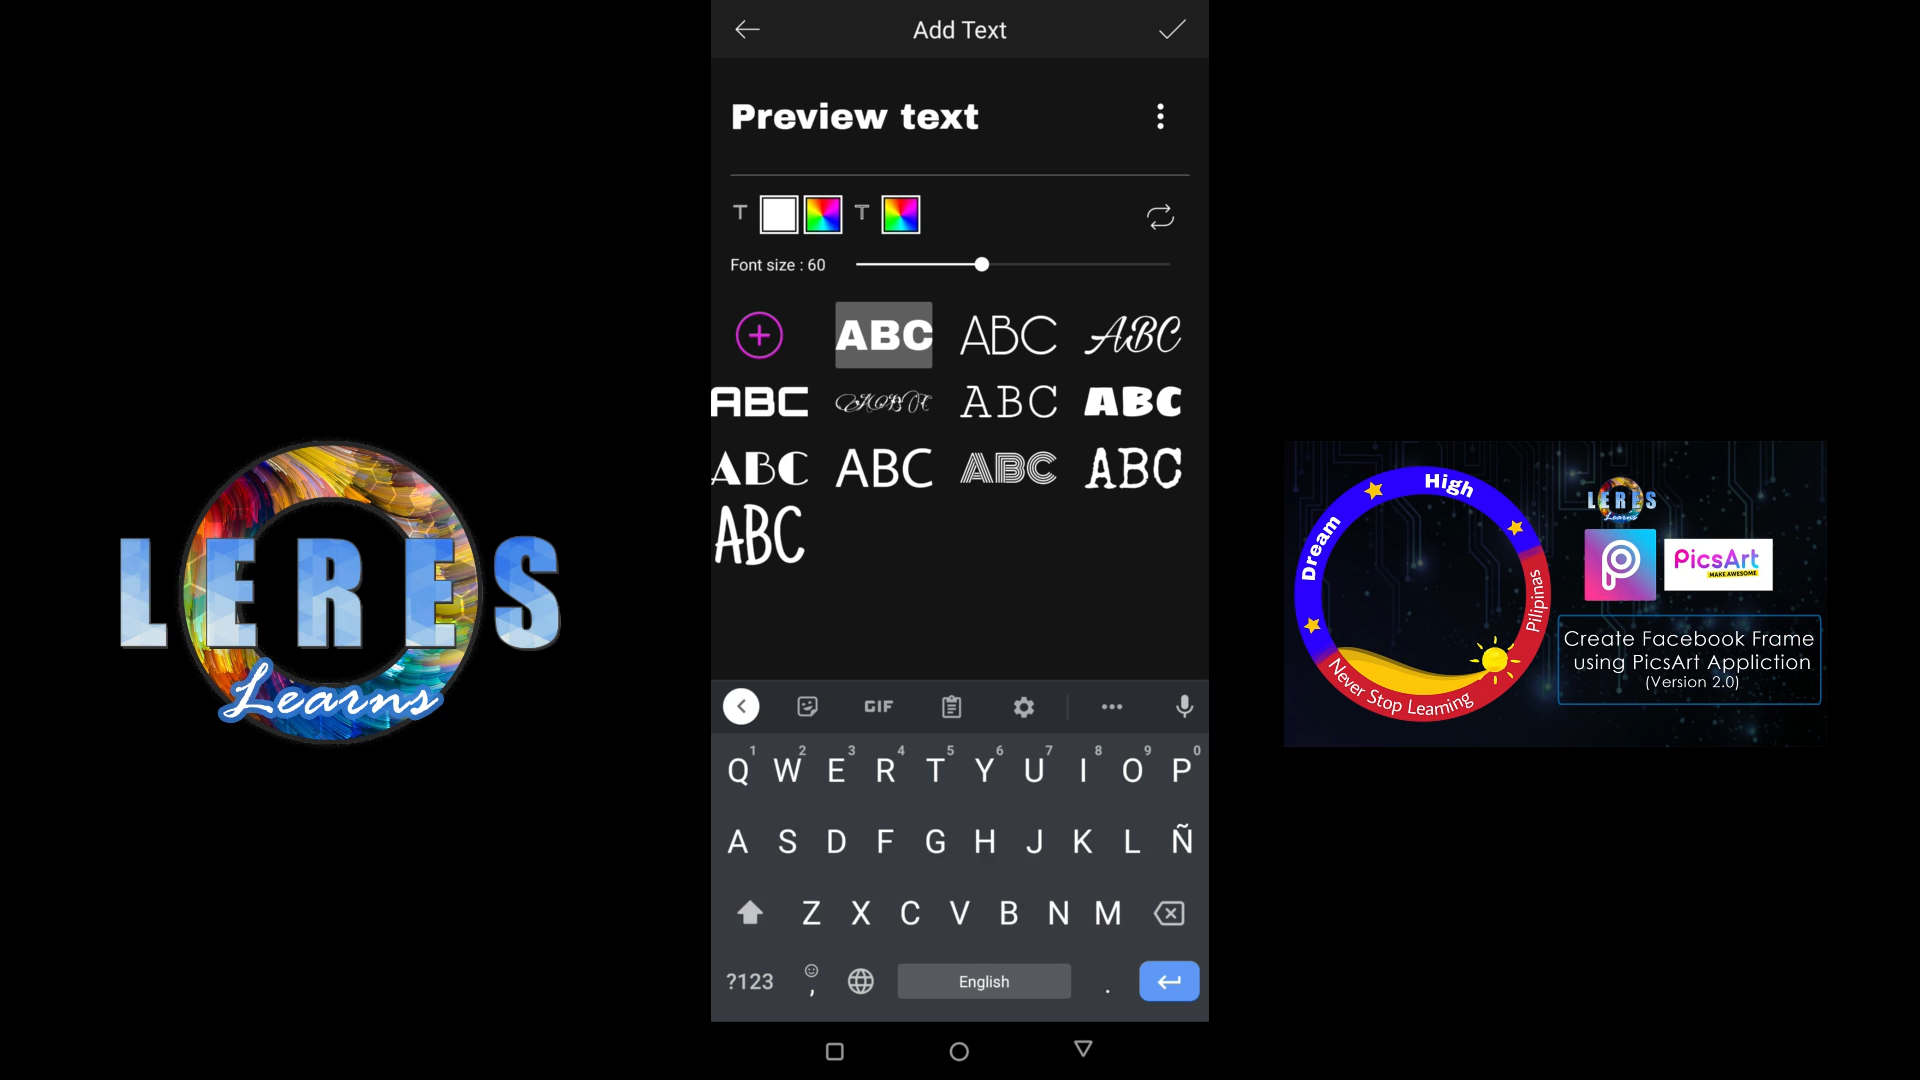 Add Text
Preview text
T
T
Font size : 60
ABC ABC ABC
ABC ABC ABC ABC
ABC ABC ABC ABC
ABC
GIF
1 2 3 4 5 6 7 8 9 0
Q W E R T Y U I O P
A S D F G H J K L Ñ
Z X C V B N M
?123 , English .
LERES
Learns
Dream
High
Pilipinas
Never Stop Learning
LERES
Learns
P
PicsArt
MAKE AWESOME
Create Facebook Frame
using PicsArt Appliction
(Version 2.0)